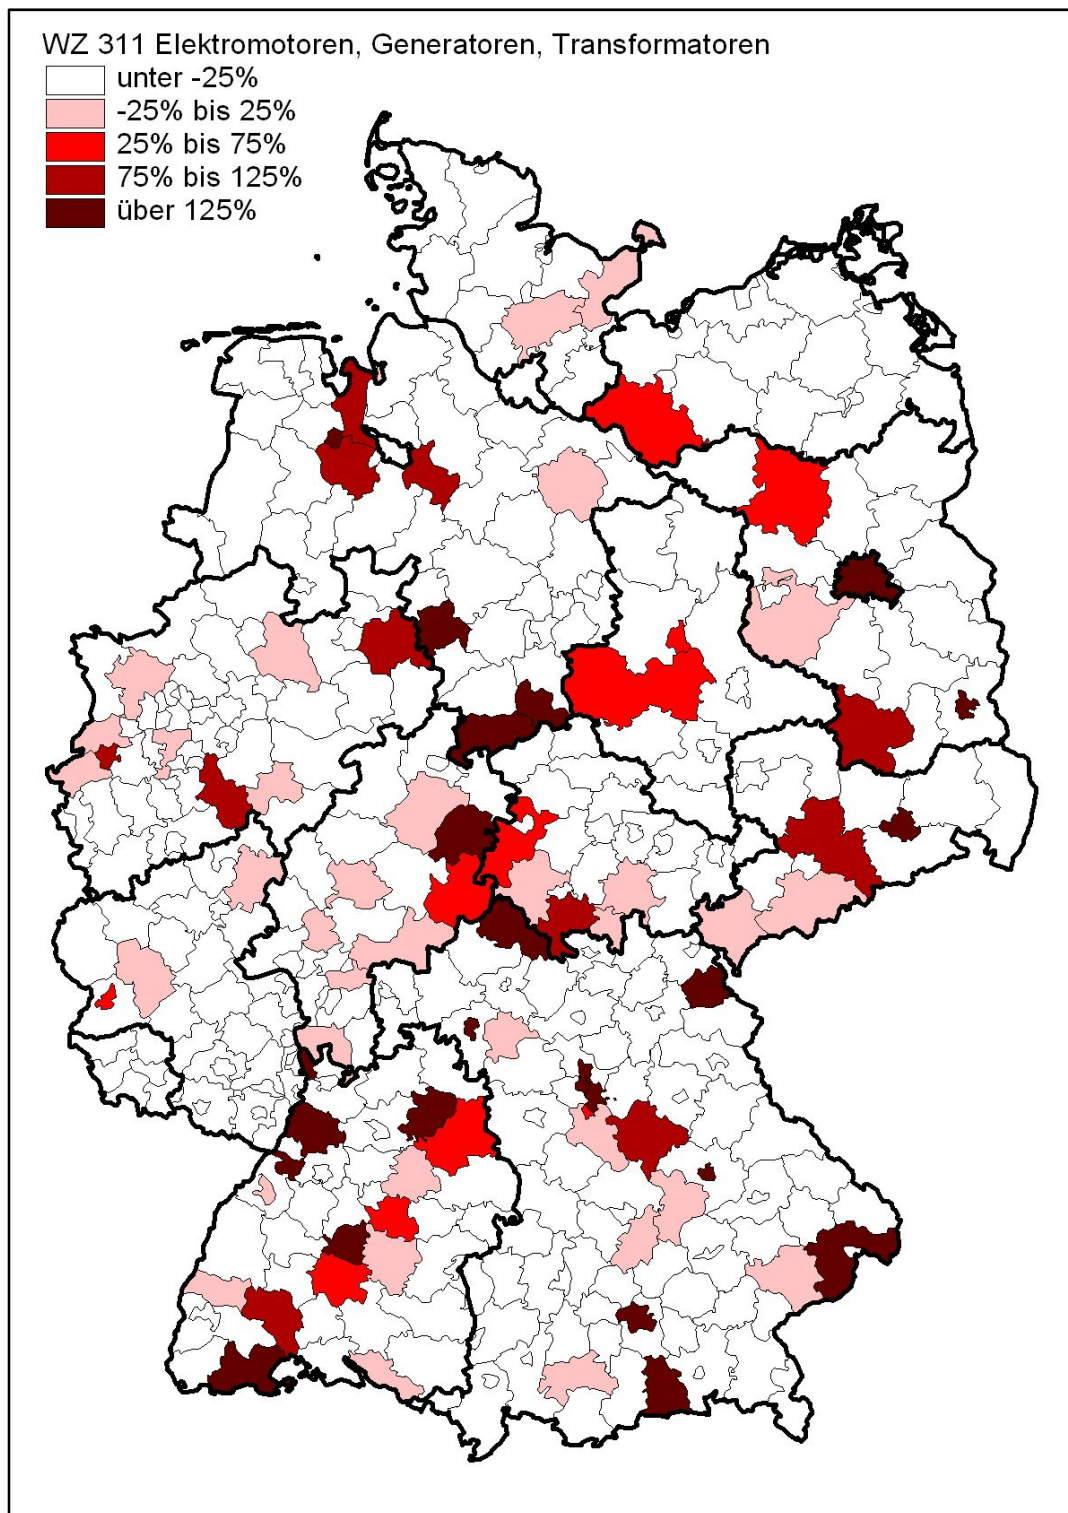 WZ 311 Elektromotoren, Generatoren, Transformatoren
unter -25%
-25% bis 25%
25% bis 75%
75% bis 125%
über 125%